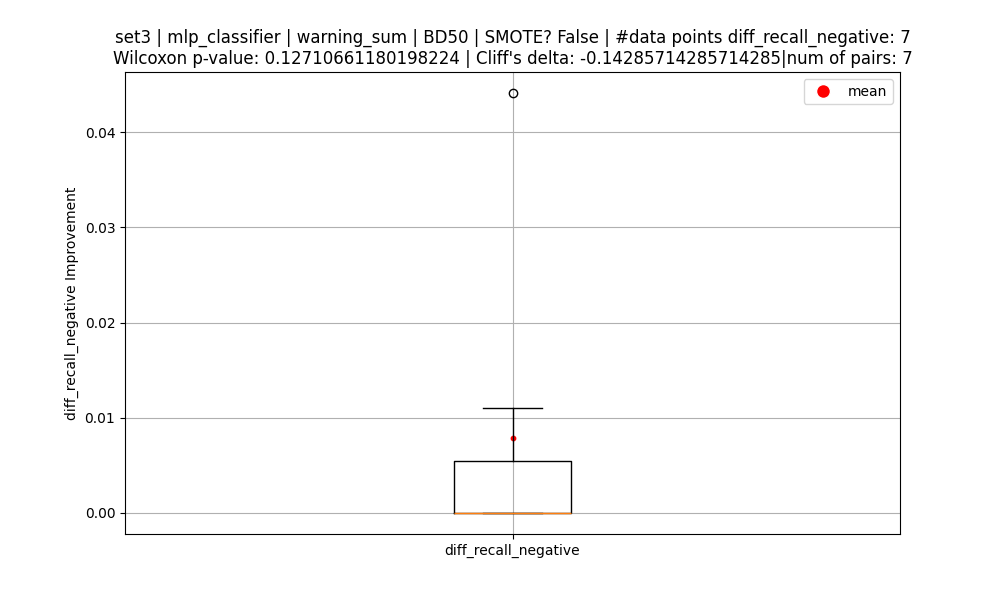 set3 | mlp_classifier | warning_sum | BD50 | SMOTE? False | #data points diff_recall_negative: 7
Wilcoxon p-value: 0.12710661180198224 | Cliff's delta: -0.14285714285714285|num of pairs: 7
mean
0.04
0.03
0.02
0.01
0.00
diff_recall_negative Improvement
diff_recall_negative